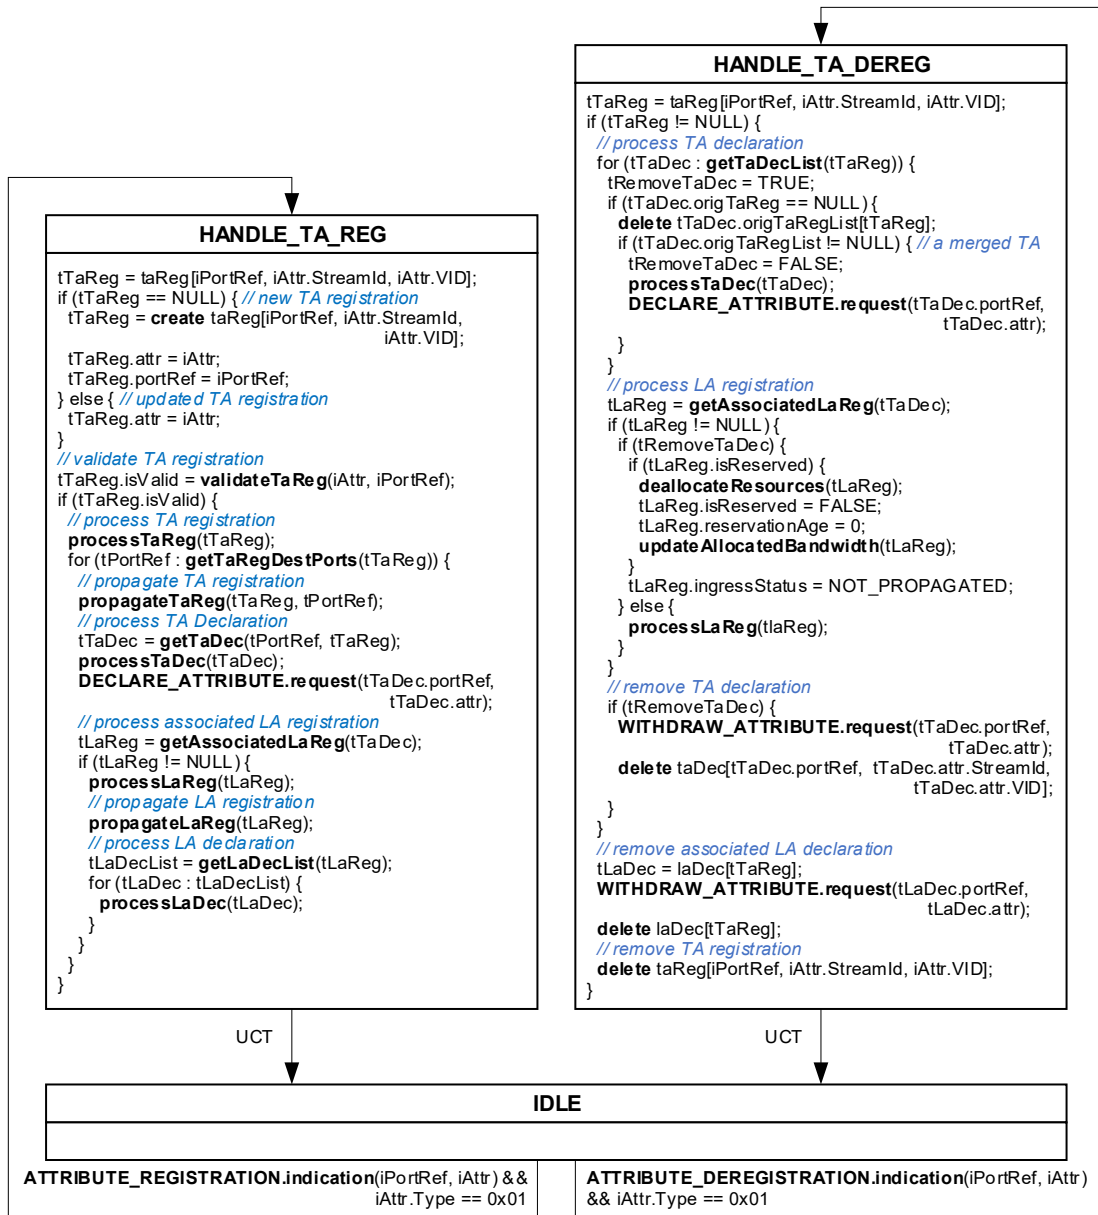 HANDLE_TA_REG
tTaReg = taReg[iPortRef, iAttr.StreamId, iAttr.VID];
if (tTaReg == NULL) { // new TA registration
tTaReg = create taReg[iPortRef, iAttr.StreamId,
iAttr.VID];
tTaReg.attr = iAttr;
tTaReg.portRef = iPortRef;
} else { // updated TA registration
tTaReg.attr = iAttr;
}
// validate TA registration
tTaReg.isValid = validateTaReg(iAttr, iPortRef);
if (tTaReg.isValid) {
// process TA registration
processTaReg(tTaReg);
for (tPortRef : getTaRegDestPorts(tTaReg)) {
// propagate TA registration
propagateTaReg(tTaReg, tPortRef);
// process TA Declaration
tTaDec = getTaDec(tPortRef, tTaReg);
processTaDec(tTaDec);
DECLARE_ATTRIBUTE.request(tTaDec.portRef,
tTaDec.attr);
// process associated LA registration
tLaReg = getAssociatedLaReg(tTaDec);
if (tLaReg != NULL) {
processLaReg(tLaReg);
// propagate LA registration
propagateLaReg(tLaReg);
// process LA declaration
tLaDecList = getLaDecList(tLaReg);
for (tLaDec : tLaDecList) {
processLaDec(tLaDec);
}
}
}
}
UCT
HANDLE_TA_DEREG
tTaReg = taReg[iPortRef, iAttr.StreamId, iAttr.VID];
if (tTaReg != NULL) {
// process TA declaration
for (tTaDec : getTaDecList(tTaReg)) {
tRemoveTaDec = TRUE;
if (tTaDec.origTaReg == NULL) {
delete tTaDec.origTaRegList[tTaReg];
if (tTaDec.origTaRegList != NULL) { // a merged TA
tRemoveTaDec = FALSE;
processTaDec(tTaDec);
DECLARE_ATTRIBUTE.request(tTaDec.portRef,
tTaDec.attr);
}
}
// process LA registration
tLaReg = getAssociatedLaReg(tTaDec);
if (tLaReg != NULL) {
if (tRemoveTaDec) {
if (tLaReg.isReserved) {
deallocateResources(tLaReg);
tLaReg.isReserved = FALSE;
tLaReg.reservationAge = 0;
updateAllocatedBandwidth(tLaReg);
}
tLaReg.ingressStatus = NOT_PROPAGATED;
} else {
processLaReg(tlaReg);
}
}
// remove TA declaration
if (tRemoveTaDec) {
WITHDRAW_ATTRIBUTE.request(tTaDec.portRef,
tTaDec.attr);
delete taDec[tTaDec.portRef, tTaDec.attr.StreamId,
tTaDec.attr.VID];
}
}
// remove associated LA declaration
tLaDec = laDec[tTaReg];
WITHDRAW_ATTRIBUTE.request(tLaDec.portRef,
tLaDec.attr);
delete laDec[tTaReg];
// remove TA registration
delete taReg[iPortRef, iAttr.StreamId, iAttr.VID];
}
UCT
IDLE
ATTRIBUTE_REGISTRATION.indication(iPortRef, iAttr) &&
iAttr.Type == 0x01
ATTRIBUTE_DEREGISTRATION.indication(iPortRef, iAttr)
&& iAttr.Type == 0x01